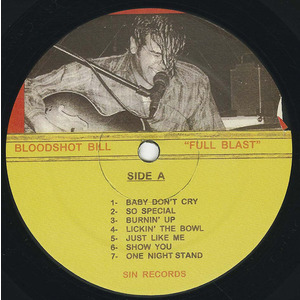 BLOODSHOT BILL "FULL BLAST"
SIDE A
1- BABY DON'T CRY
2- SO SPECIAL
3- BURNIN' UP
4- LICKIN' THE BOWL
5- JUST LIKE ME
6- SHOW YOU
7- ONE NIGHT STAND
SIN RECORDS